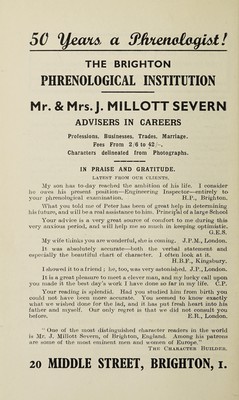 50 Years a Phrenologist!
THE BRIGHTON
PHRENOLOGICAL INSTITUTION
Mr. & Mrs. J. MILLOTT SEVERN
ADVISERS IN CAREERS
Professions. Businesses. Trades. Marriage.
Fees From 2/6 to 42/-.
Characters delineated from Photographs.
IN PRAISE AND GRATITUDE.
LATEST FROM OUR CLIENTS.
My son has to-day reached the ambition of his life. I consider
he owes his present position—Engineering Inspector—entirely to
your phrenological examination. H.P., Brighton.
What you told me of Peter has been of great help in determining
his future, and will be a real assistance to him. Principal of a large School
Your advice is a very great source of comfort to me during this
very anxious period, and will help me so much in keeping optimistic.
G.E.S.
My wife thinks you are wonderful, she is coming. J.P.M., London.
It was absolutely accurate—both the verbal statement and
especially the beautiful chart of character. I often look at it.
H.D.F., Kingsbury.
I showed it to a friend; he, too, was very astonished. J.P., London.
It is a great pleasure to meet a clever man, and my lucky call upon
you made it the best day's work I have done so far in my life. C.P.
Your reading is splendid. Had you studied him from birth you
could not have been more accurate. You seemed to know exactly
what we wished done for the lad, and it has put fresh heart into his
father and myself. Our only regret is that we did not consult you
before. E.H., London.
"One of the most distinguished character readers in the world
is Mr. J. Millott Severn, of Brighton, England. Among his patrons
are some of the most eminent men and women of Europe."
THE CHARACTER BUILDER.
20 MIDDLE STREET, BRIGHTON, 1.